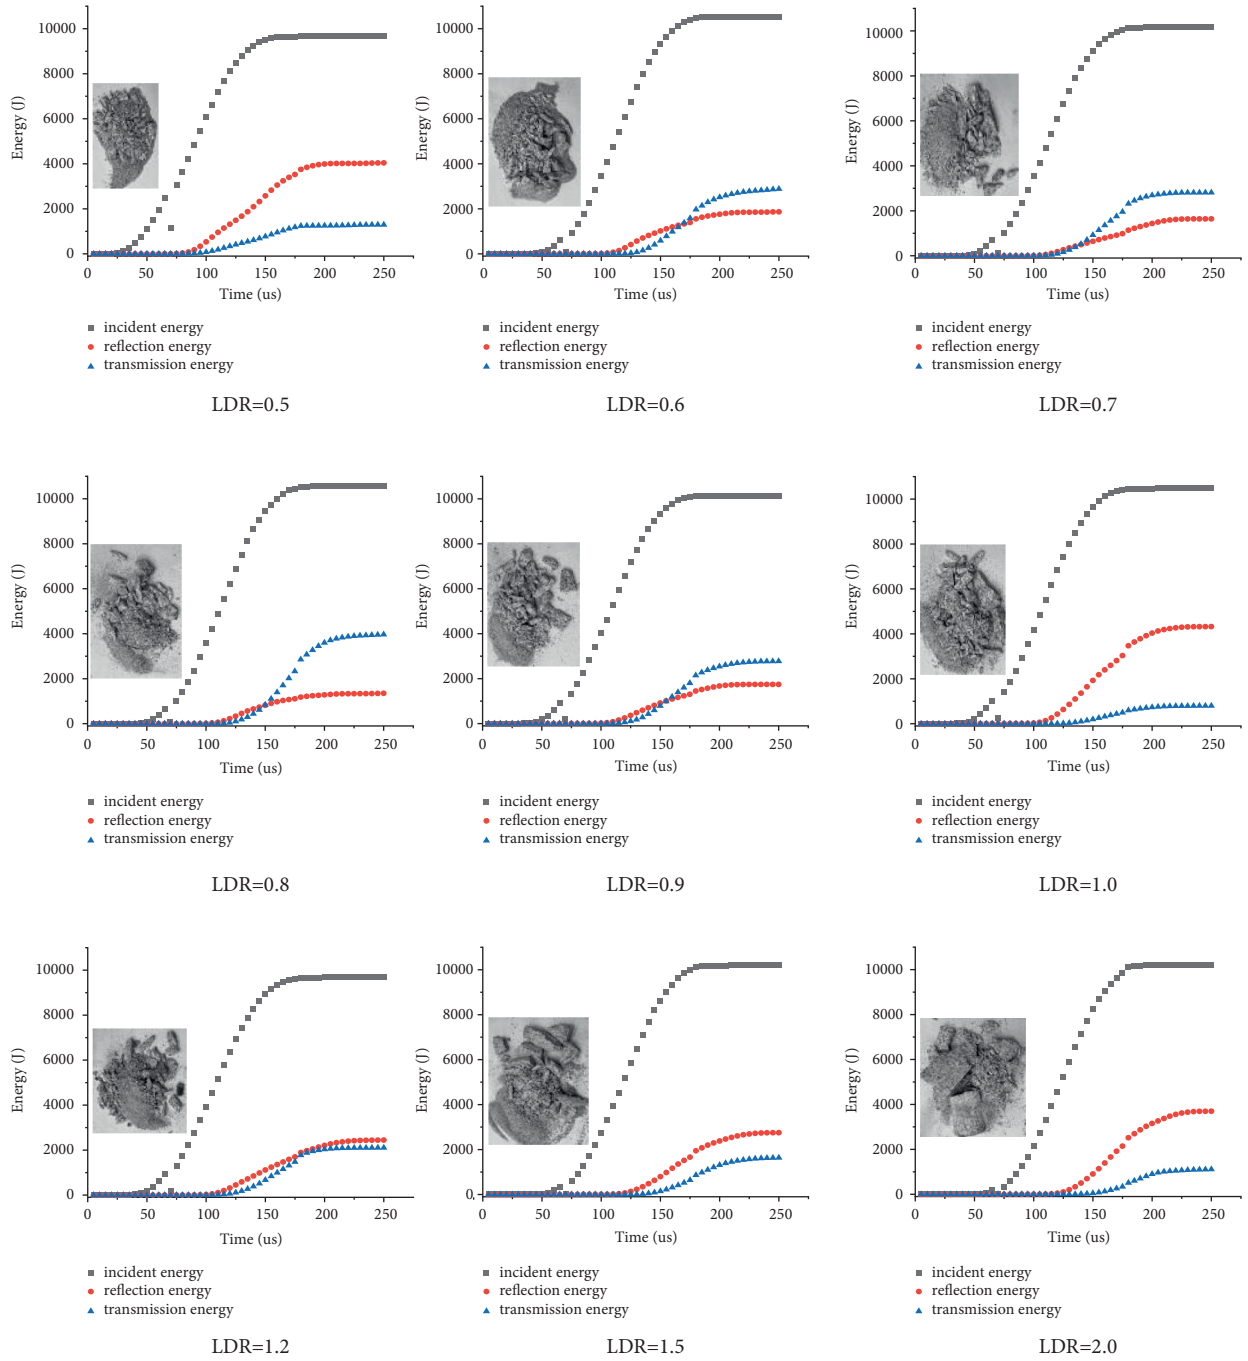 10000
8000
6000
4000
2000
0
Energy (J)
0 50 100 150 200 250
Time (us)
incident energy
reflection energy
transmission energy
LDR=0.5
10000
8000
6000
4000
2000
0
Energy (J)
0 50 100 150 200 250
Time (us)
incident energy
reflection energy
transmission energy
LDR=0.6
10000
8000
6000
4000
2000
0
Energy (J)
0 50 100 150 200 250
Time (us)
incident energy
reflection energy
transmission energy
LDR=0.7
10000
8000
6000
4000
2000
0
Energy (J)
0 50 100 150 200 250
Time (us)
incident energy
reflection energy
transmission energy
LDR=0.8
10000
8000
6000
4000
2000
0
Energy (J)
0 50 100 150 200 250
Time (us)
incident energy
reflection energy
transmission energy
LDR=0.9
10000
8000
6000
4000
2000
0
Energy (J)
0 50 100 150 200 250
Time (us)
incident energy
reflection energy
transmission energy
LDR=1.0
10000
8000
6000
4000
2000
0
Energy (J)
0 50 100 150 200 250
Time (us)
incident energy
reflection energy
transmission energy
LDR=1.2
10000
8000
6000
4000
2000
0
Energy (J)
0 50 100 150 200 250
Time (us)
incident energy
reflection energy
transmission energy
LDR=1.5
10000
8000
6000
4000
2000
0
Energy (J)
0 50 100 150 200 250
Time (us)
incident energy
reflection energy
transmission energy
LDR=2.0